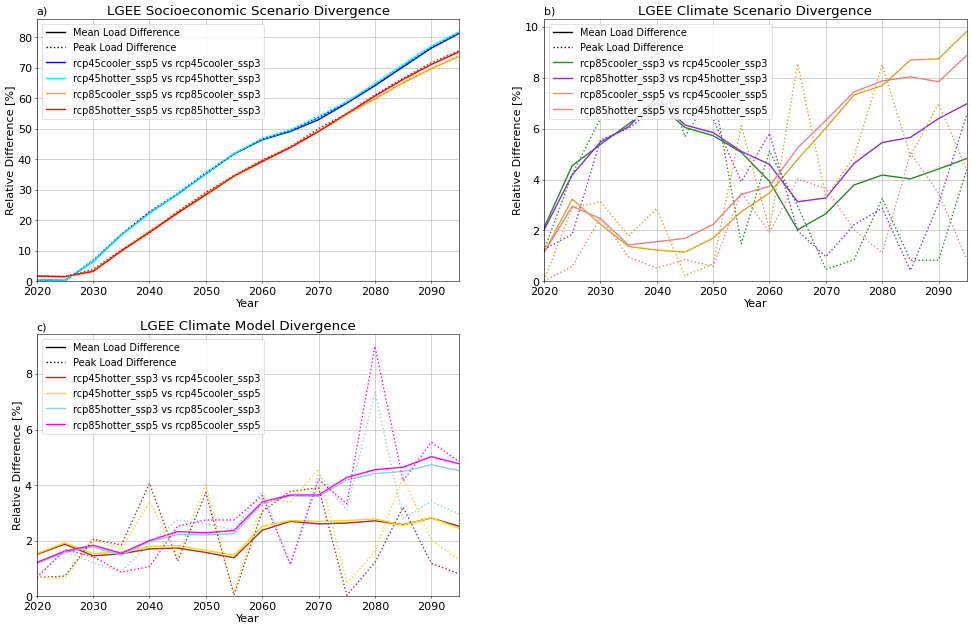 a)
LGEE Socioeconomic Scenario Divergence
Mean Load Difference
Peak Load Difference
rcp45cooler_ssp5 vs rcp45cooler_ssp3
rcp45hotter_ssp5 vs rcp45hotter_ssp3
rcp85cooler_ssp5 vs rcp85cooler_ssp3
rcp85hotter_ssp5 vs rcp85hotter_ssp3
Relative Difference [%]
80
70
60
50
40
30
20
10
0
2020 2030 2040 2050 2060 2070 2080 2090
Year
b)
LGEE Climate Scenario Divergence
Mean Load Difference
Peak Load Difference
rcp85cooler_ssp3 vs rcp45cooler_ssp3
rcp85hotter_ssp3 vs rcp45hotter_ssp3
rcp85cooler_ssp5 vs rcp45cooler_ssp5
rcp85hotter_ssp5 vs rcp45hotter_ssp5
Relative Difference [%]
10
8
6
4
2
0
2020 2030 2040 2050 2060 2070 2080 2090
Year
c)
LGEE Climate Model Divergence
Mean Load Difference
Peak Load Difference
rcp45hotter_ssp3 vs rcp45cooler_ssp3
rcp45hotter_ssp5 vs rcp45cooler_ssp5
rcp85hotter_ssp3 vs rcp85cooler_ssp3
rcp85hotter_ssp5 vs rcp85cooler_ssp5
Relative Difference [%]
8
6
4
2
0
2020 2030 2040 2050 2060 2070 2080 2090
Year